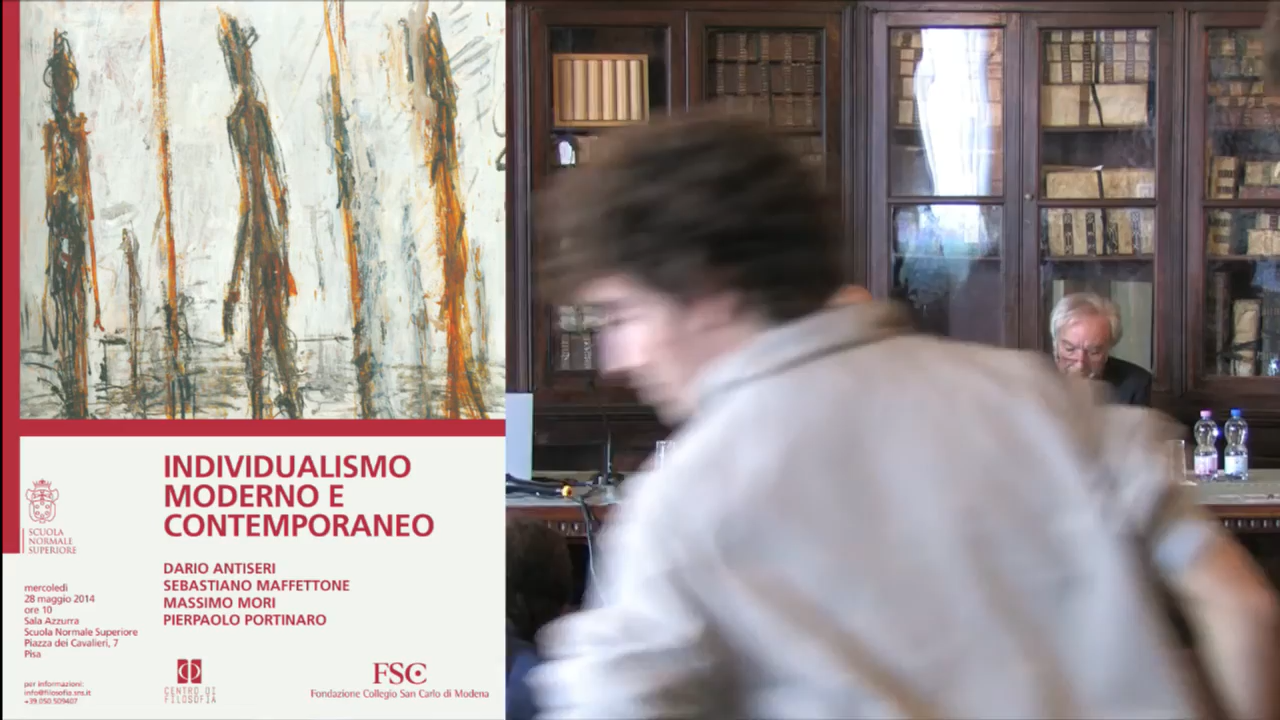 INDIVIDUALISMO
MODERNO E
CONTEMPORANEO
DARIO ANTISERI
SEBASTIANO MAFFETTONE
MASSIMO MORI
PIERPAOLO PORTINARO
SCUOLA
NORMALE
SUPERIORE
mercoledì
28 maggio 2014
ore 10
Sala Azzurra
Scuola Normale Superiore
Piazza dei Cavalieri, 7
Pisa
per informazioni:
info@filosofia.sns.it
+39.050.509407
CENTRO DI
FILOSOFIA
FSC
Fondazione Collegio San Carlo di Modena